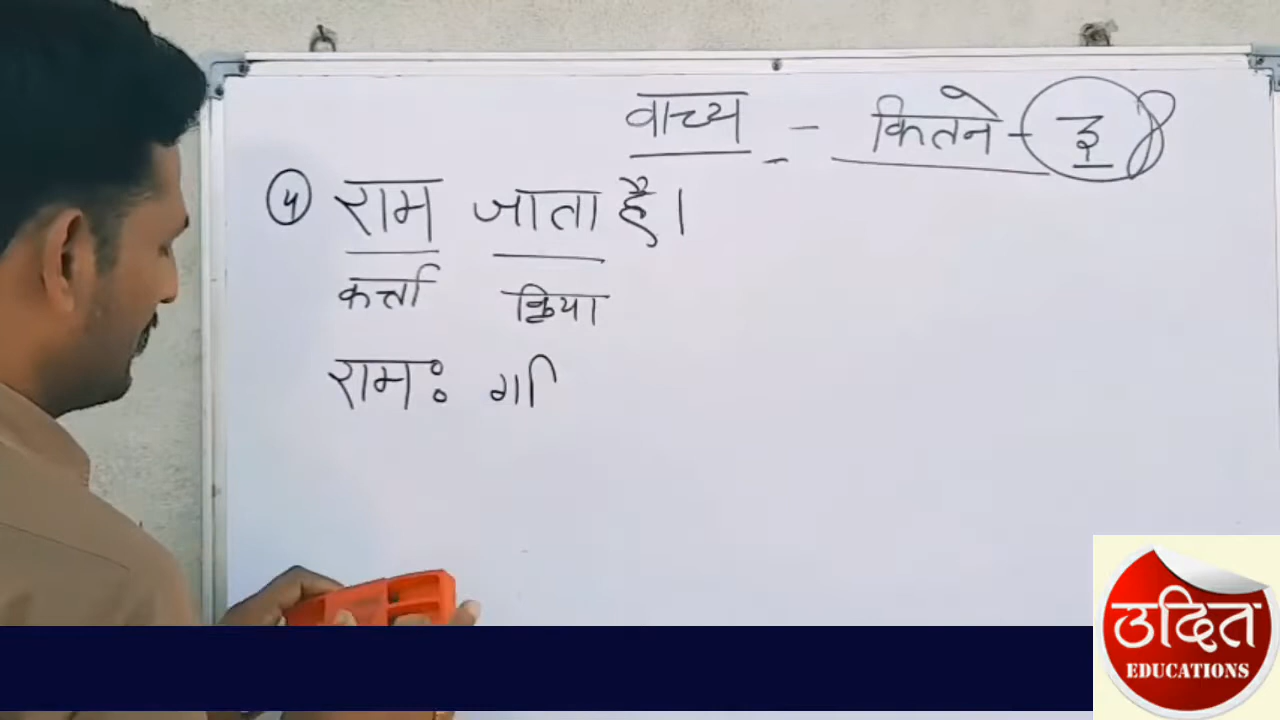 वाच्य = कितने - ३
५ राम जाता है।
कर्त्ता क्रिया
रामः
उदित
EDUCATIONS